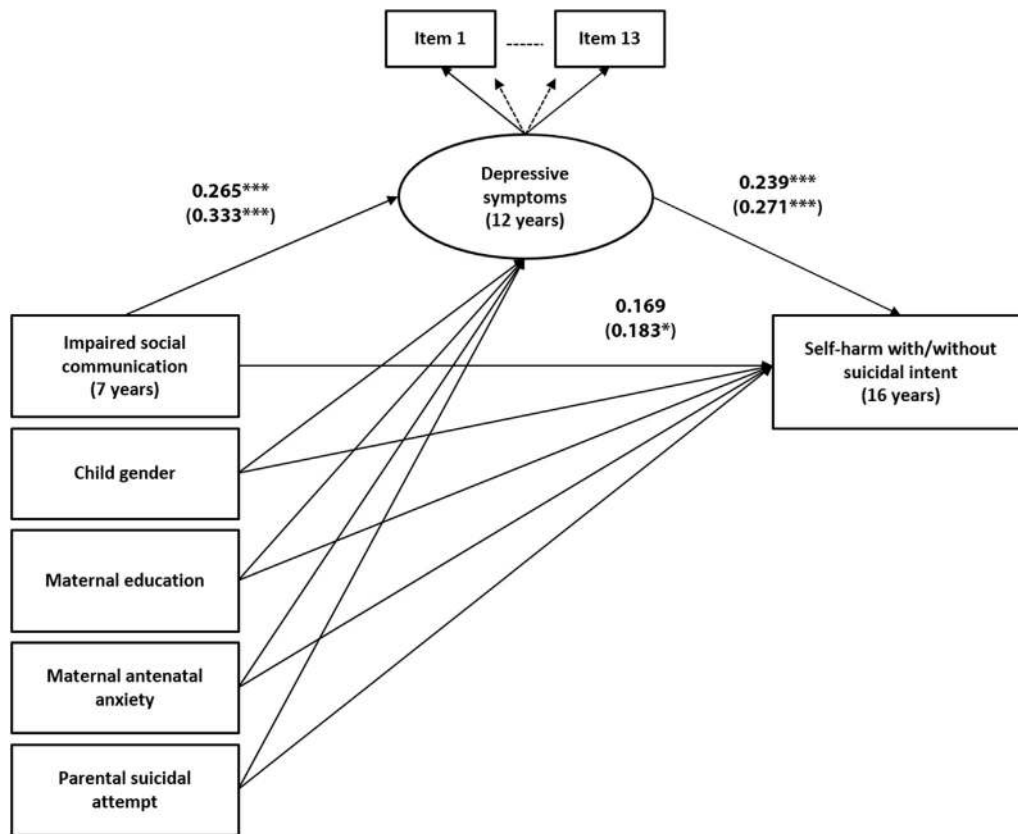 Item 1
Item 13
Depressive
symptoms
(12 years)
0.265***
(0.333***)
0.239***
(0.271***)
0.169
(0.183*)
Impaired social
communication
(7 years)
Self-harm with/without
suicidal intent
(16 years)
Child gender
Maternal education
Maternal antenatal
anxiety
Parental suicidal
attempt